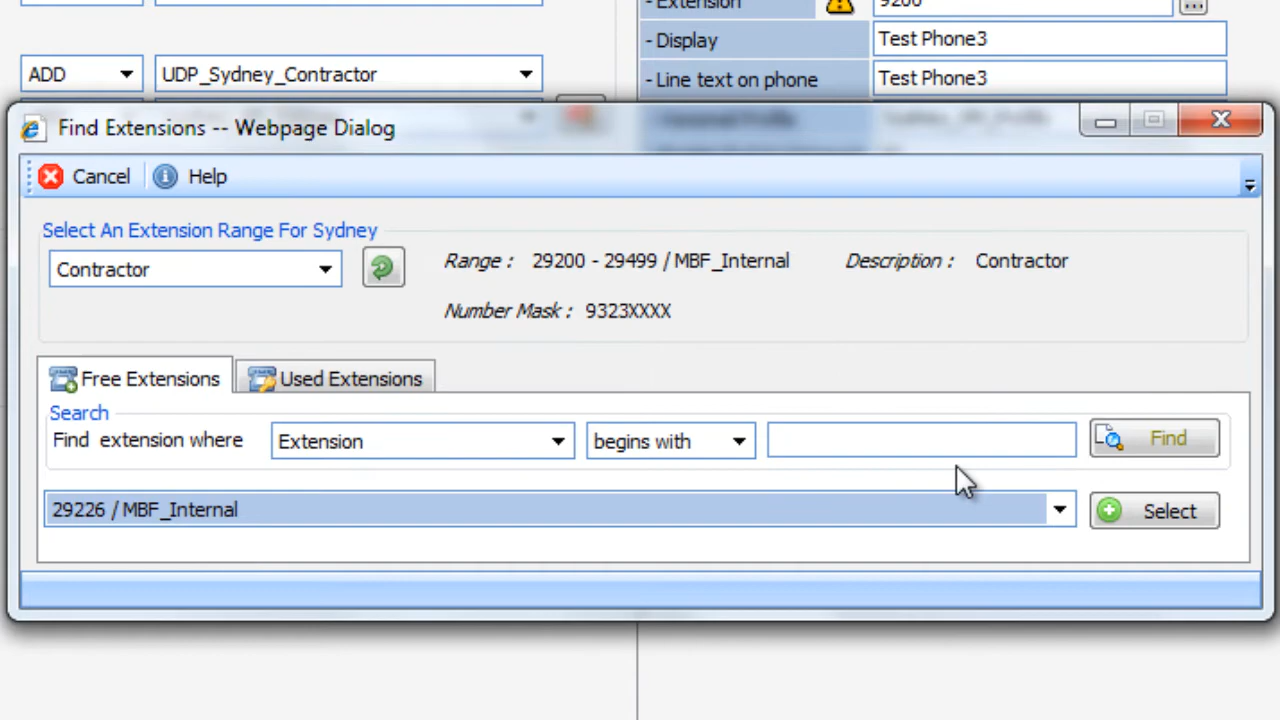 - Extension 9200 ...
- Display Test Phone3
ADD UDP_Sydney_Contractor
- Line text on phone Test Phone3
Find Extensions -- Webpage Dialog
Cancel Help
Select An Extension Range For Sydney
Contractor Range : 29200 - 29499 / MBF_Internal Description : Contractor
Number Mask : 9323XXXX
Free Extensions Used Extensions
Search
Find extension where Extension begins with Find
29226 / MBF_Internal Select